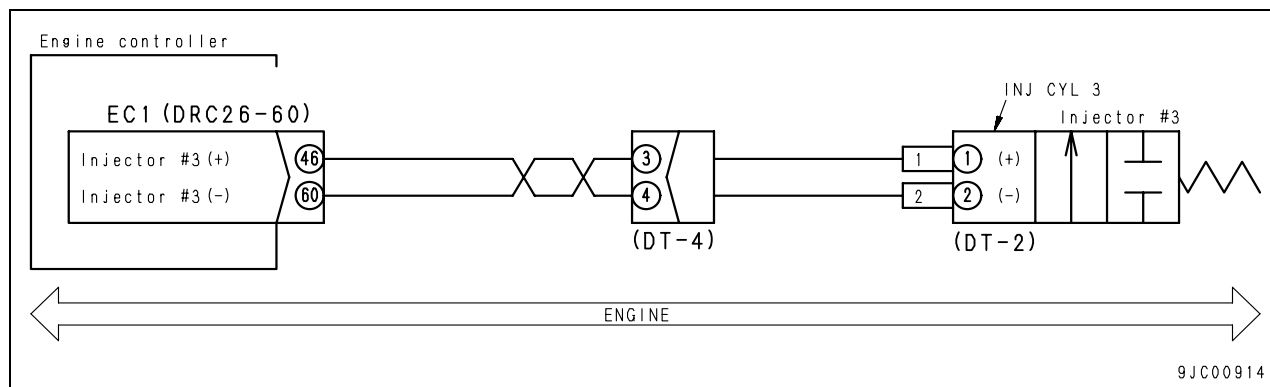 Engine controller
EC1 (DRC26-60)
Injector #3 (+)
Injector #3 (-)
46
60
3
4
(DT-4)
1
2
INJ CYL 3
Injector #3
1 (+)
2 (-)
(DT-2)
ENGINE
9JC00914